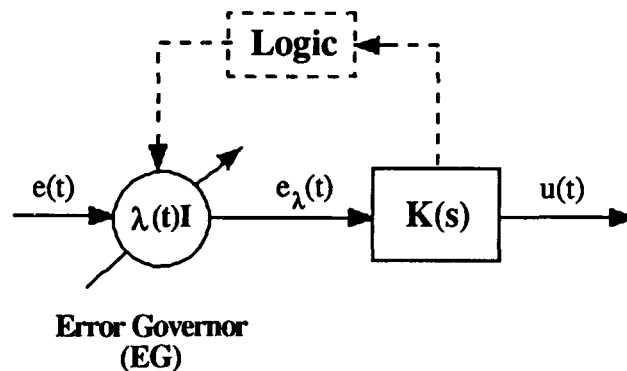 Logic
e(t)
λ(t)I
e_λ(t)
K(s)
u(t)
Error Governor
(EG)